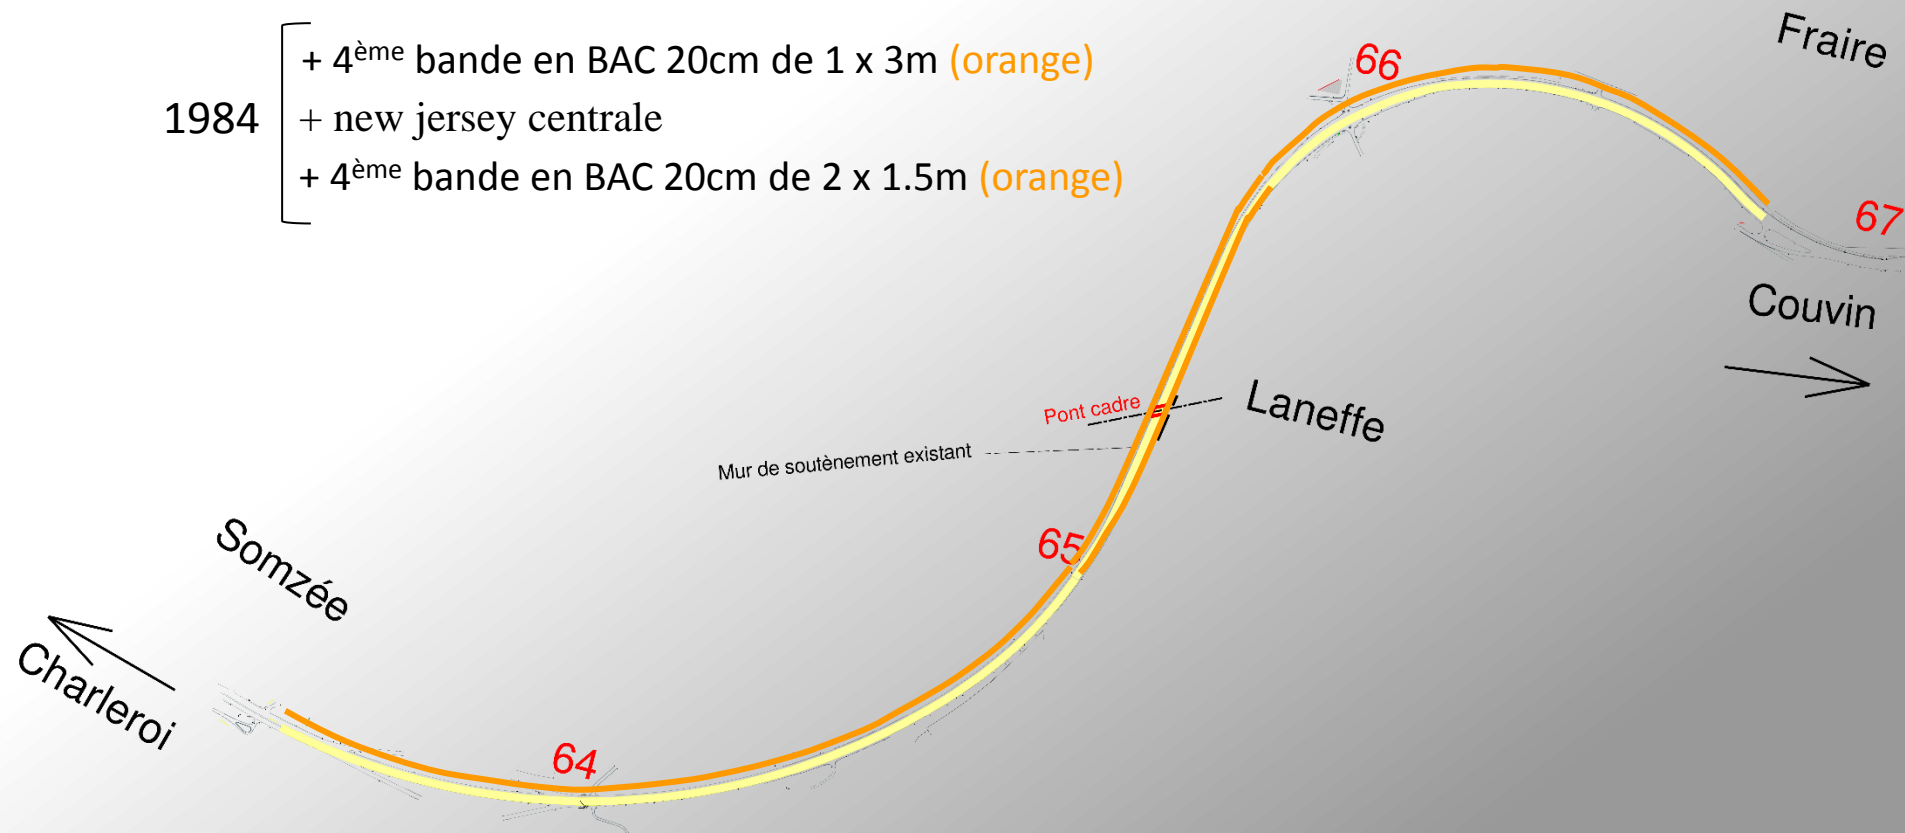 + 4ème bande en BAC 20cm de 1 x 3m (orange)
1984
+ new jersey centrale
+ 4ème bande en BAC 20cm de 2 x 1.5m (orange)
Fraire
66
67
Couvin
Pont cadre
Laneffe
Mur de soutènement existant
65
Somzée
Charleroi
64